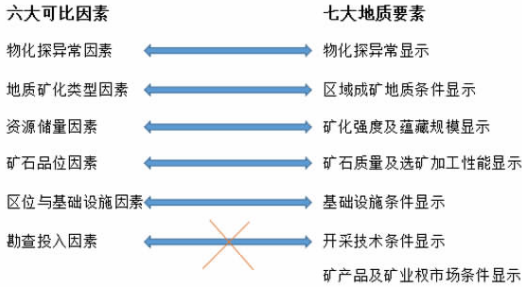 六大可比因素 七大地质要素
物化探异常因素 物化探异常显示
地质矿化类型因素 区域成矿地质条件显示
资源储量因素 矿化强度及蕴藏规模显示
矿石品位因素 矿石质量及选矿加工性能显示
区位与基础设施因素 基础设施条件显示
勘查投入因素 开采技术条件显示
矿产品及矿业权市场条件显示